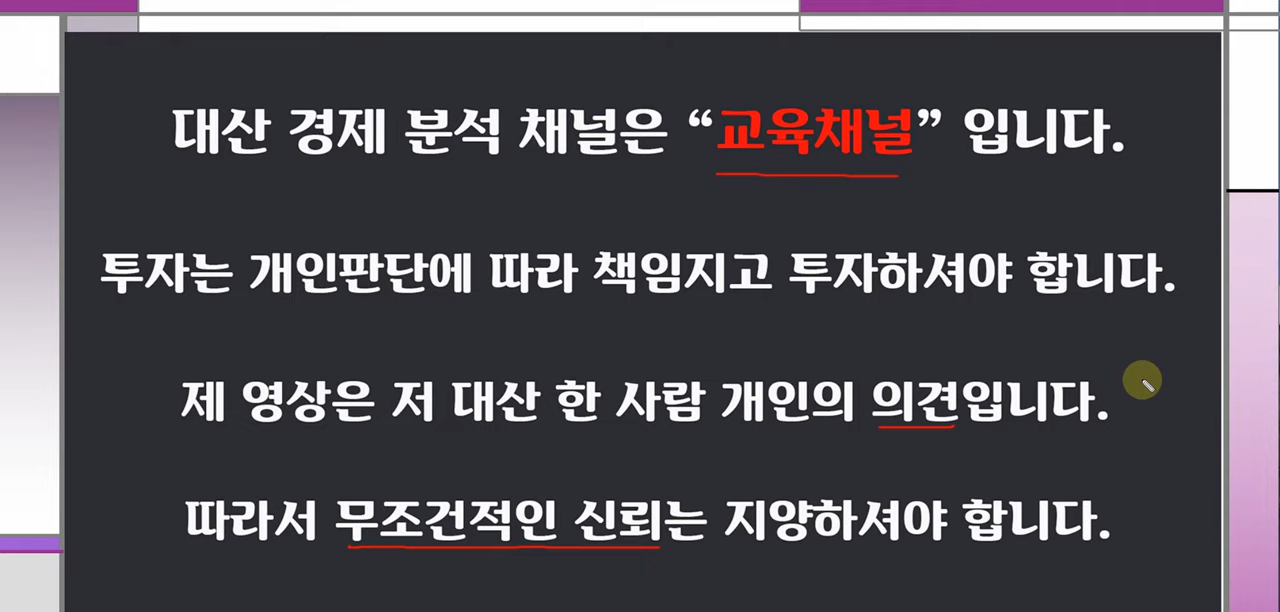 대산 경제 분석 채널은 “교육채널” 입니다.
투자는 개인판단에 따라 책임지고 투자하셔야 합니다.
제 영상은 저 대산 한 사람 개인의 의견입니다.
따라서 무조건적인 신뢰는 지양하셔야 합니다.